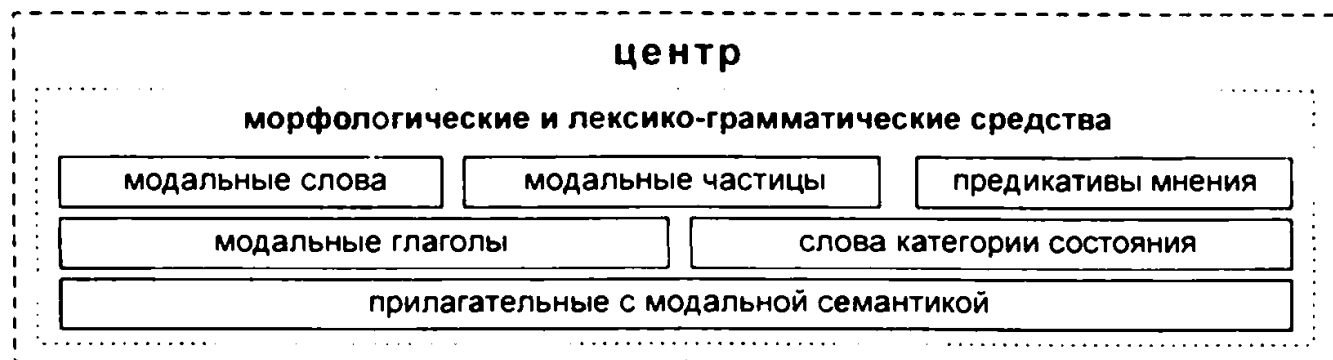 центр
морфологические и лексико-грамматические средства
модальные слова модальные частицы предикативы мнения
модальные глаголы слова категории состояния
прилагательные с модальной семантикой